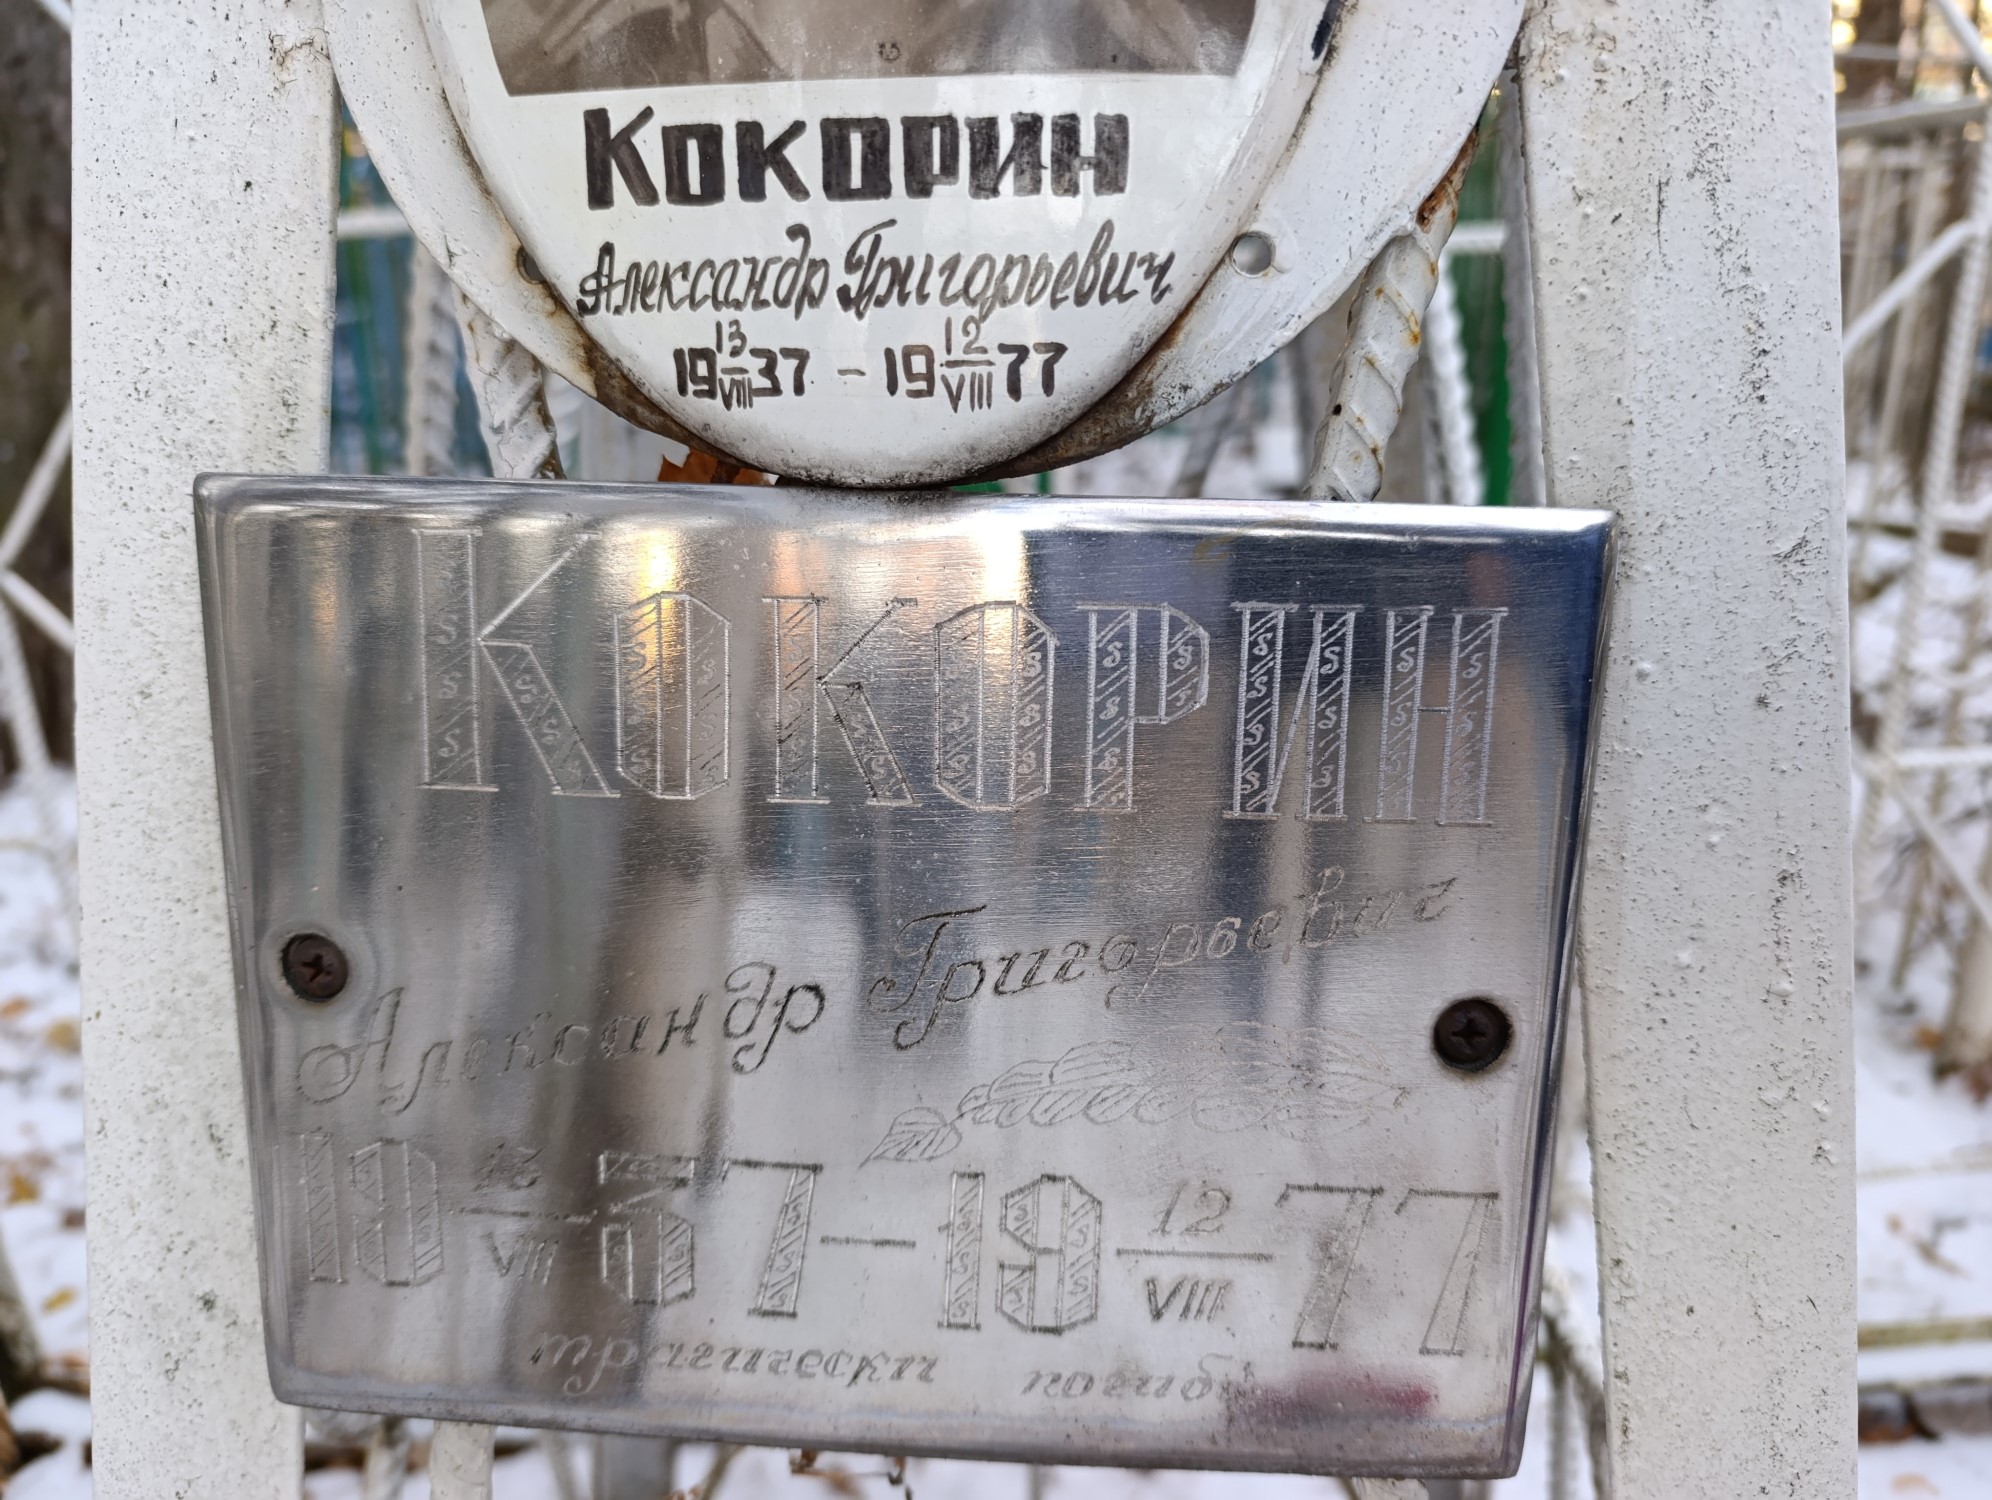 Кокорин
Александр Григорьевич
19 13/VIII 37 - 19 12/VIII 77
Кокорин
Александр Григорьевич
19 13/VIII 37 - 19 12/VIII 77
трагически погиб